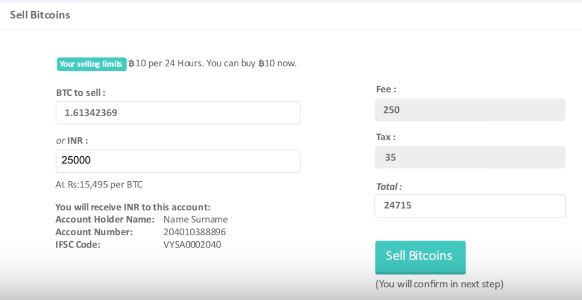 Sell Bitcoins
Your selling limits ฿10 per 24 Hours. You can buy ฿10 now.
BTC to sell :
1.61342369
or INR :
25000
At Rs:15,495 per BTC
You will receive INR to this account:
Account Holder Name: Name Surname
Account Number: 204010388896
IFSC Code: VYSA0002040
Fee :
250
Tax :
35
Total :
24715
Sell Bitcoins
(You will confirm in next step)